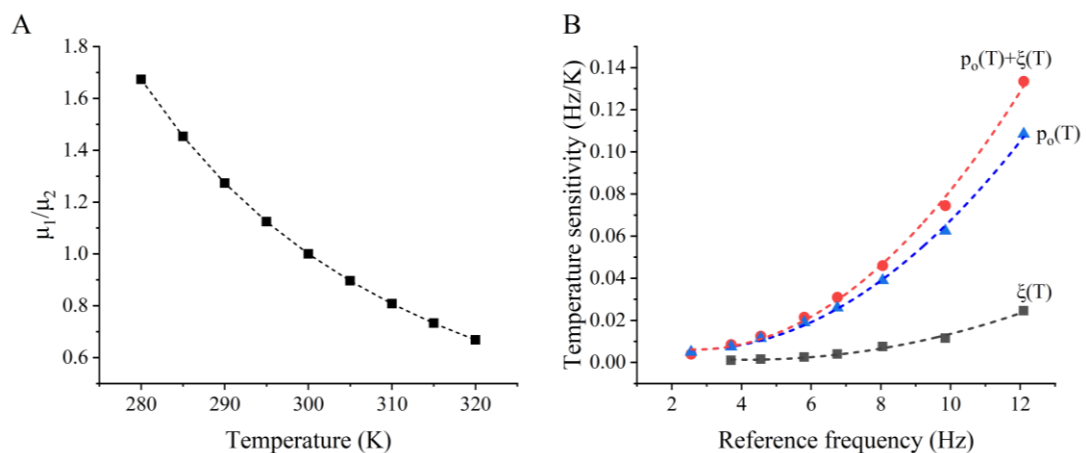 A
1.8
1.6
1.4
1.2
1.0
0.8
0.6
μ₁/μ₂
280 290 300 310 320
Temperature (K)
B
0.14
0.12
0.10
0.08
0.06
0.04
0.02
0.00
Temperature sensitivity (Hz/K)
pₒ(T)+ξ(T)
pₒ(T)
ξ(T)
2 4 6 8 10 12
Reference frequency (Hz)